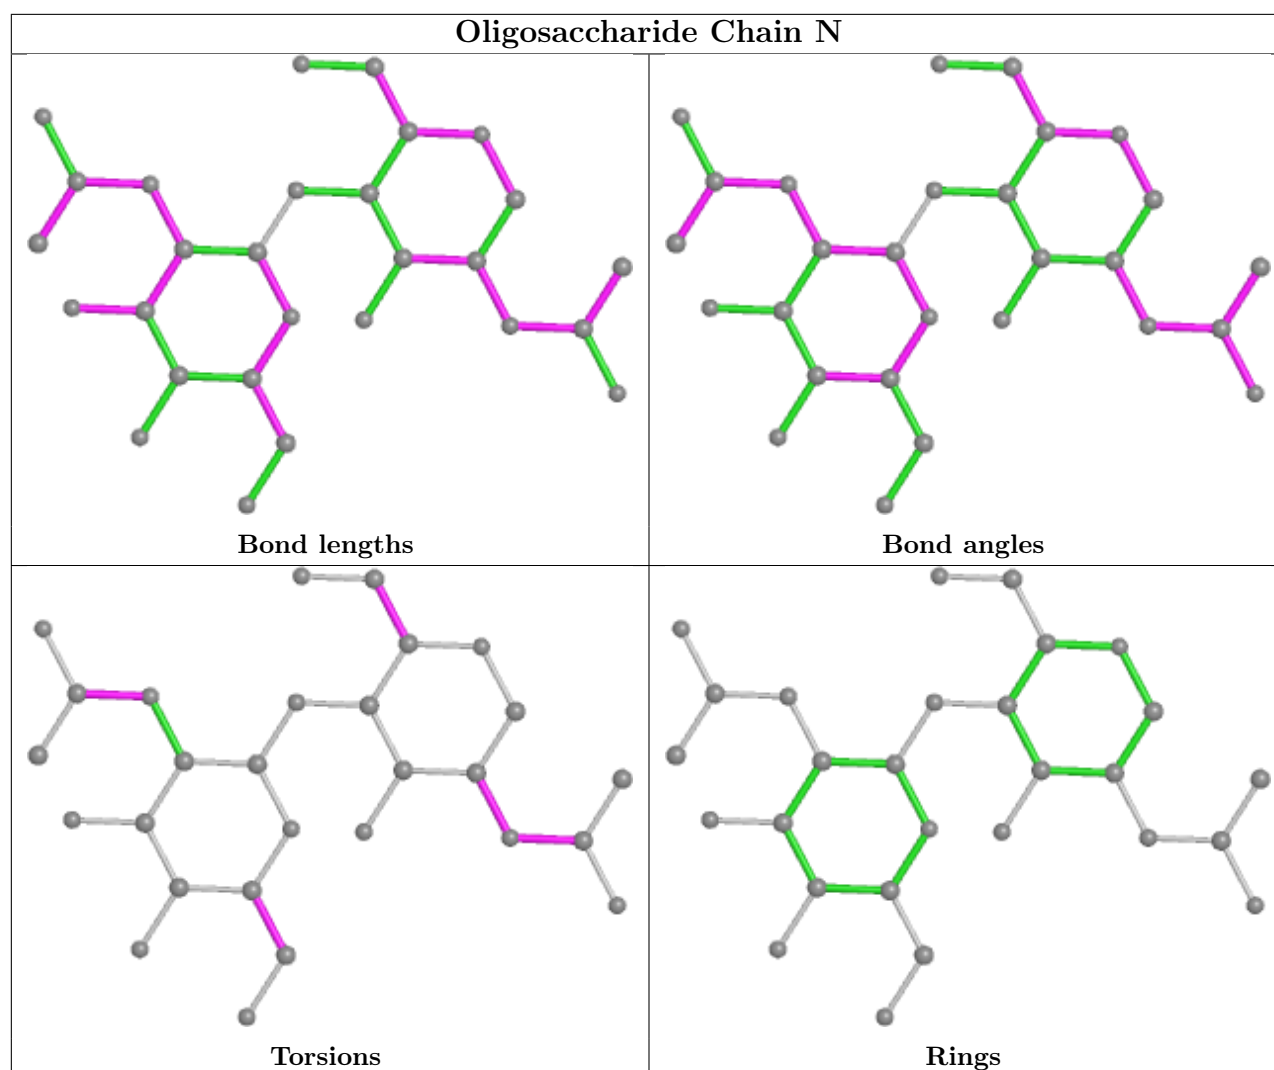 Oligosaccharide Chain N
Bond lengths
Bond angles
Torsions
Rings